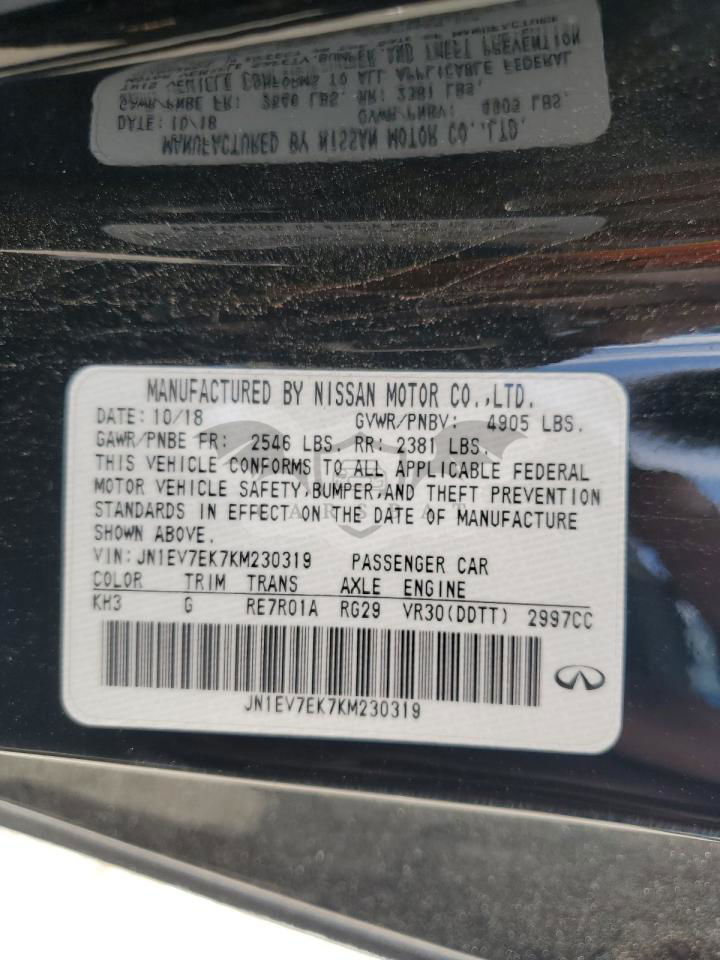 MANUFACTURED BY NISSAN MOTOR CO.,LTD.
DATE: 10/18 GVWR/PNBV: 4905 LBS.
GAWR/PNBE FR: 2546 LBS. RR: 2381 LBS.
THIS VEHICLE CONFORMS TO ALL APPLICABLE FEDERAL
MOTOR VEHICLE SAFETY,BUMPER,AND THEFT PREVENTION
STANDARDS IN EFFECT ON THE DATE OF MANUFACTURE
SHOWN ABOVE.
VIN: JN1EV7EK7KM230319 PASSENGER CAR
COLOR TRIM TRANS AXLE ENGINE
KH3 G RE7R01A RG29 VR30(DDTT) 2997CC
JN1EV7EK7KM230319